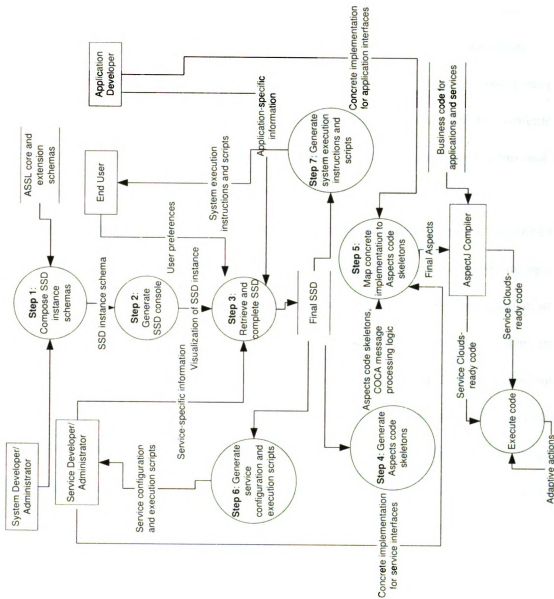 System Developer/
Administrator
ASSL core and
extension
schemas
Step 1:
Compose SSD
instance
schemas
SSD instance schema
Service Developer/
Administrator
Step 2:
Generate
SSD console
End User
Application
Developer
Service-specific information
Visualization of SSD instance
User preferences
System execution
instructions and scripts
Application-specific
information
Service configuration
and execution scripts
Step 3:
Retrieve and
complete SSD
Step 6: Generate
service
configuration and
execution scripts
Final SSD
Step 7: Generate
system execution
instructions and
scripts
Concrete implementation
for application interfaces
Concrete implementation
for service interfaces
Step 4: Generate
Aspects code
skeletons
Aspects code skeletons,
COCA message
processing logic
Step 5:
Map concrete
implementation to
Aspects code
skeletons
Final Aspects
Business code for
applications and services
AspectJ Compiler
Service Clouds-
ready code
Service Clouds-
ready code
Execute code
Adaptive actions